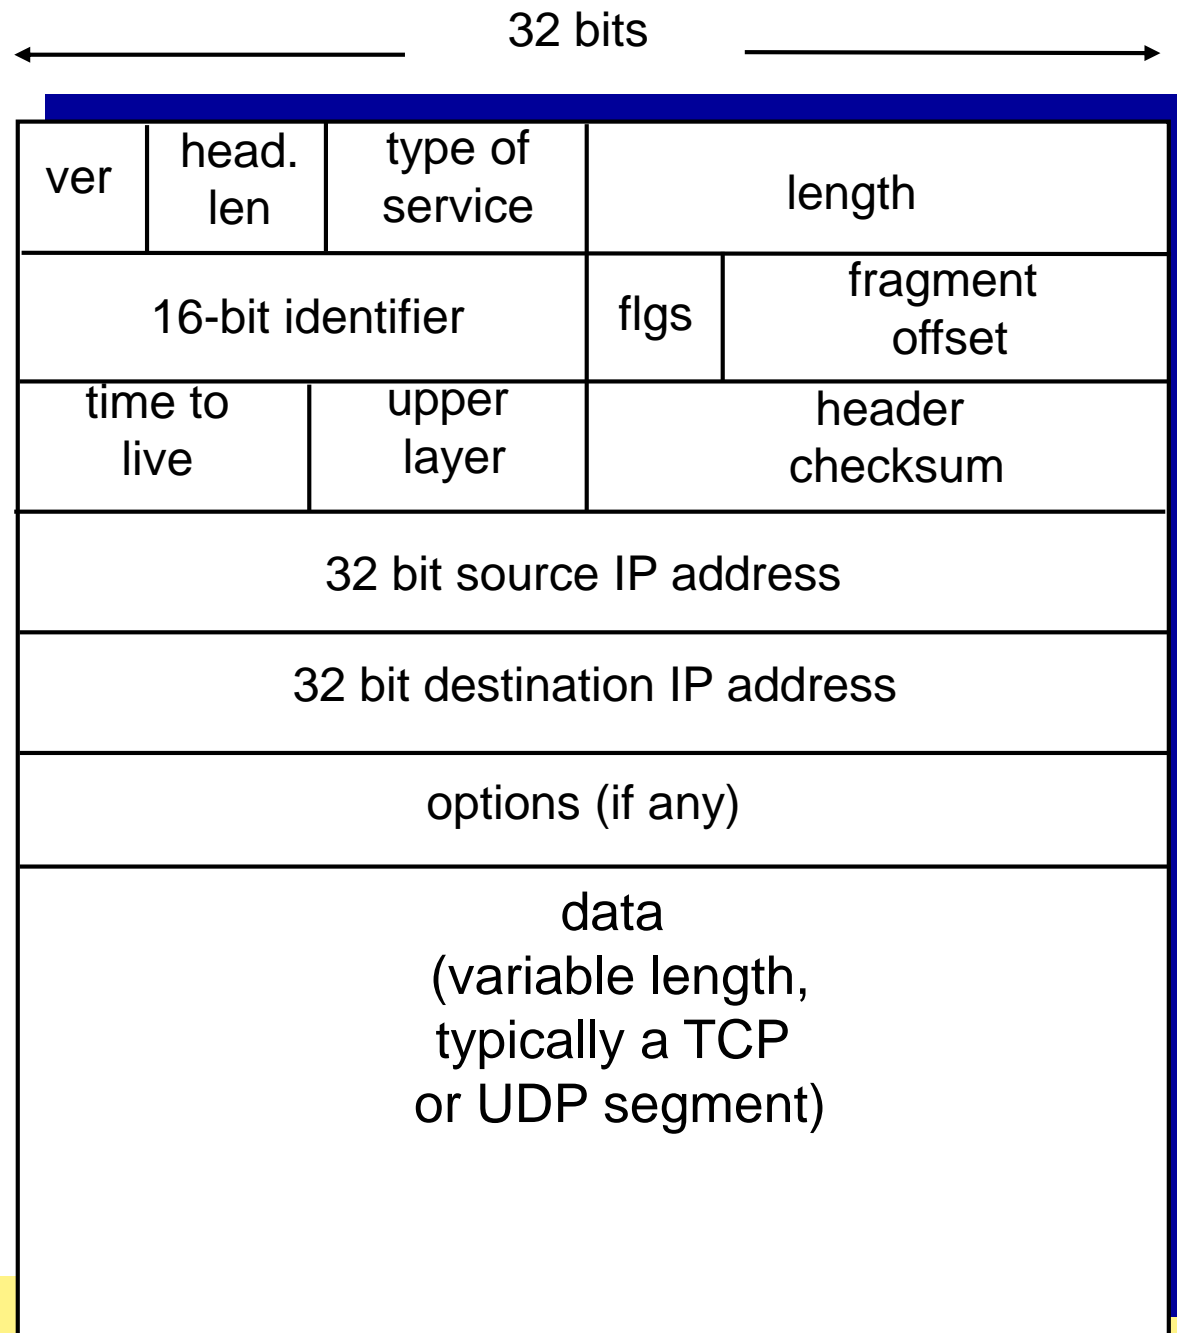 32 bits
ver
head.
len
type of
service
length
16-bit identifier
flgs
fragment
offset
time to
live
upper
layer
header
checksum
32 bit source IP address
32 bit destination IP address
options (if any)
data
(variable length,
typically a TCP
or UDP segment)